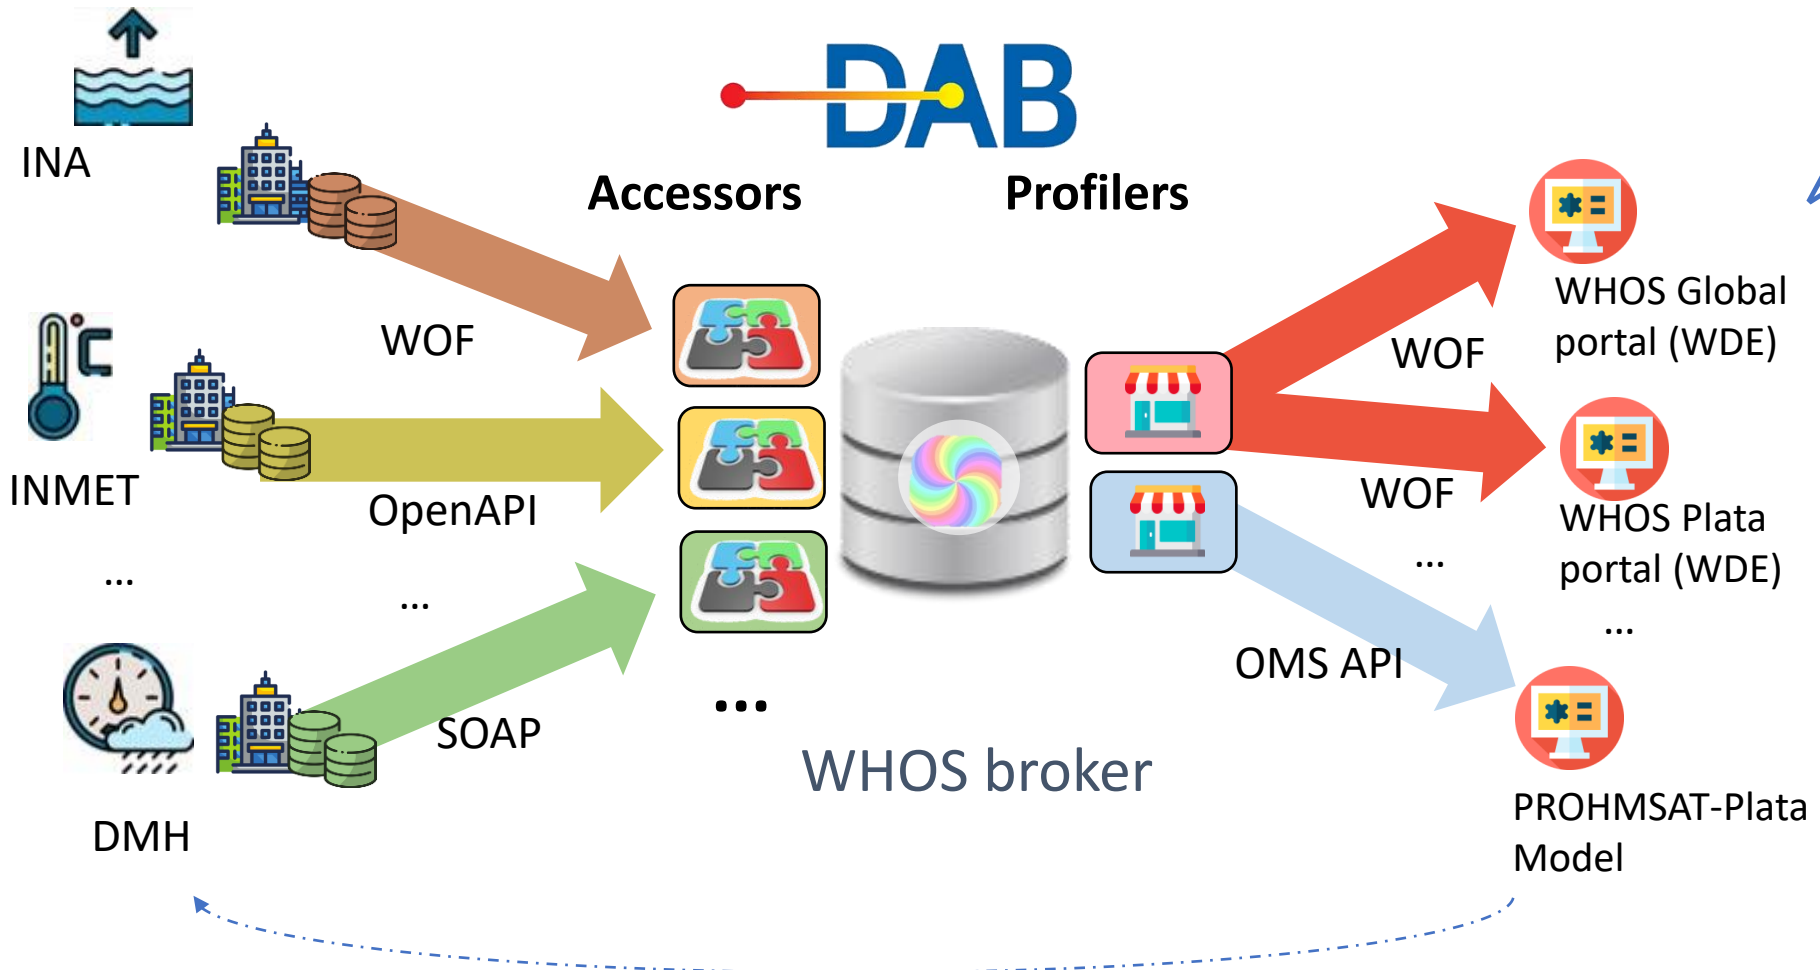 DAB
INA
Accessors
Profilers
WOF
INMET
OpenAPI
...
...
DMH
SOAP
...
WHOS broker
WOF
WHOS Global
portal (WDE)
WOF
WHOS Plata
portal (WDE)
...
...
OMS API
PROHMSAT-Plata
Model
°C